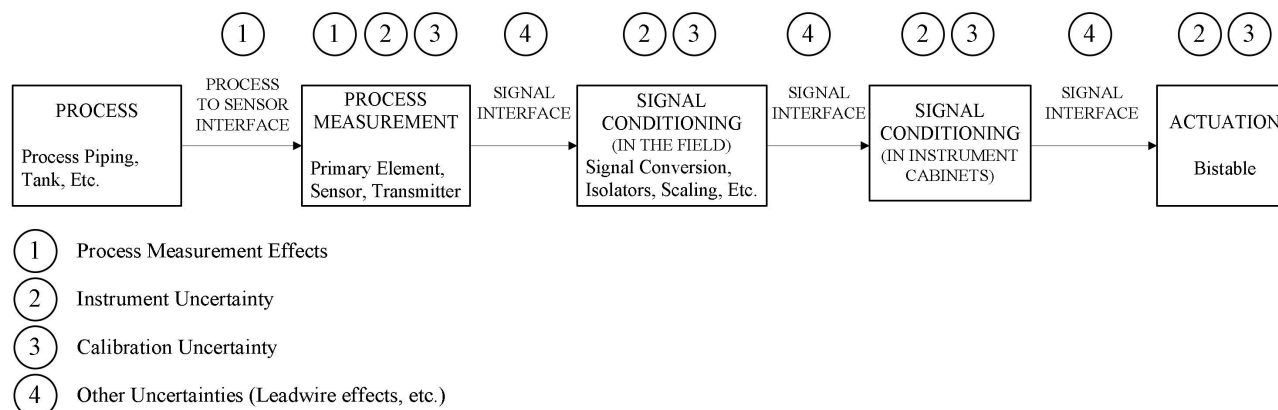 1
1 2 3
4
2 3
4
2 3
4
2 3
PROCESS
Process Piping,
Tank, Etc.
PROCESS
TO SENSOR
INTERFACE
PROCESS
MEASUREMENT
Primary Element,
Sensor, Transmitter
SIGNAL
INTERFACE
SIGNAL
CONDITIONING
(IN THE FIELD)
Signal Conversion,
Isolators, Scaling, Etc.
SIGNAL
INTERFACE
SIGNAL
CONDITIONING
(IN INSTRUMENT
CABINETS)
SIGNAL
INTERFACE
ACTUATION
Bistable
1 Process Measurement Effects
2 Instrument Uncertainty
3 Calibration Uncertainty
4 Other Uncertainties (Leadwire effects, etc.)